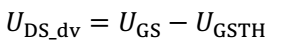 U_DS_dv = U_GS − U_GSTH